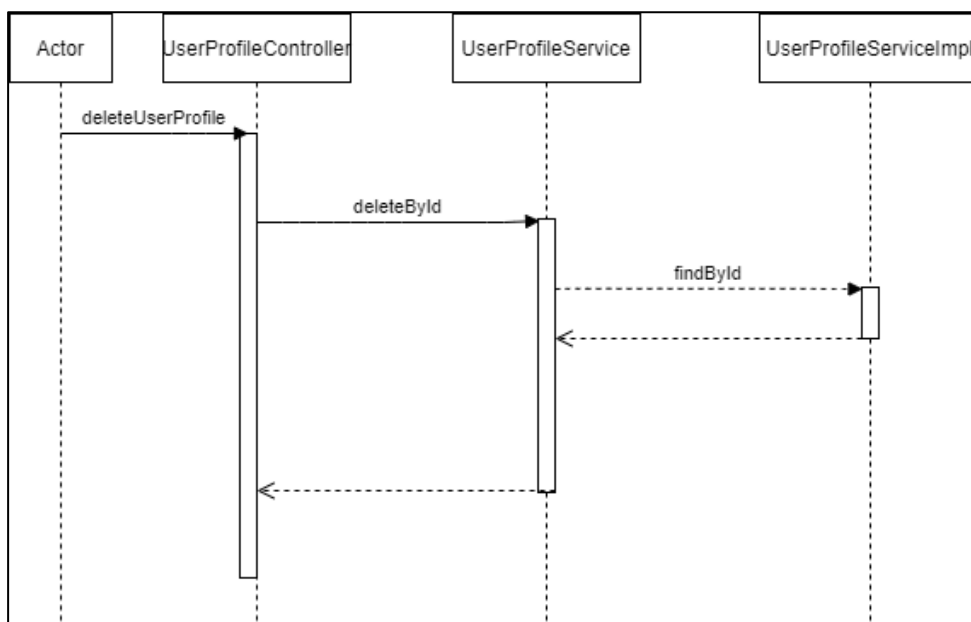 Actor
UserProfileController
UserProfileService
UserProfileServiceImpl
deleteUserProfile
deleteById
findById